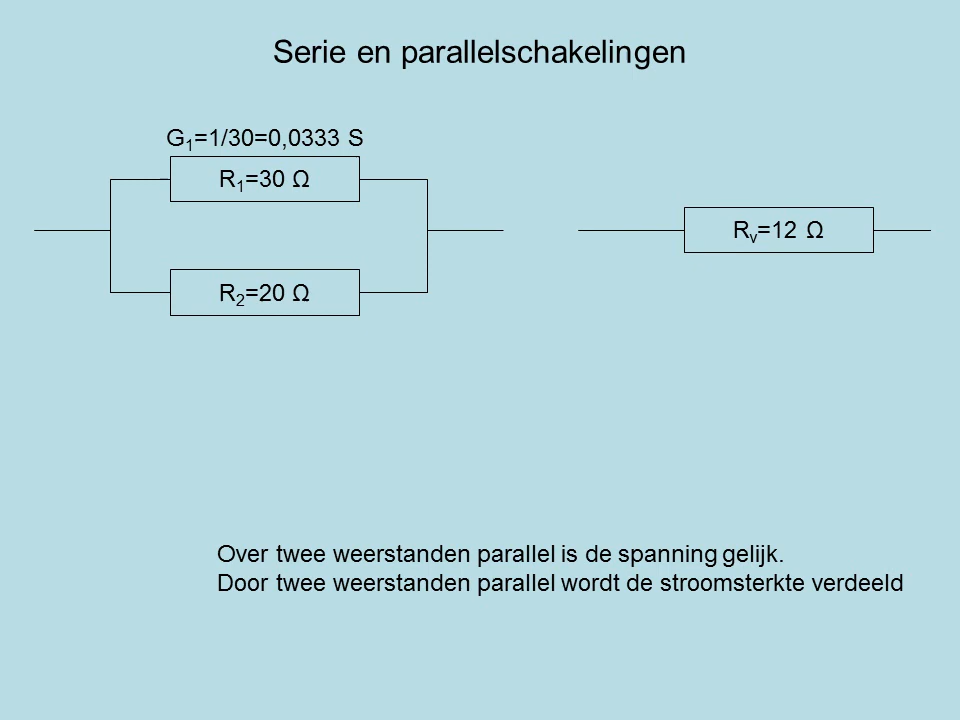 Serie en parallelschakelingen
G₁=1/30=0,0333 S
R₁=30 Ω
Rᵥ=12 Ω
R₂=20 Ω
Over twee weerstanden parallel is de spanning gelijk.
Door twee weerstanden parallel wordt de stroomsterkte verdeeld